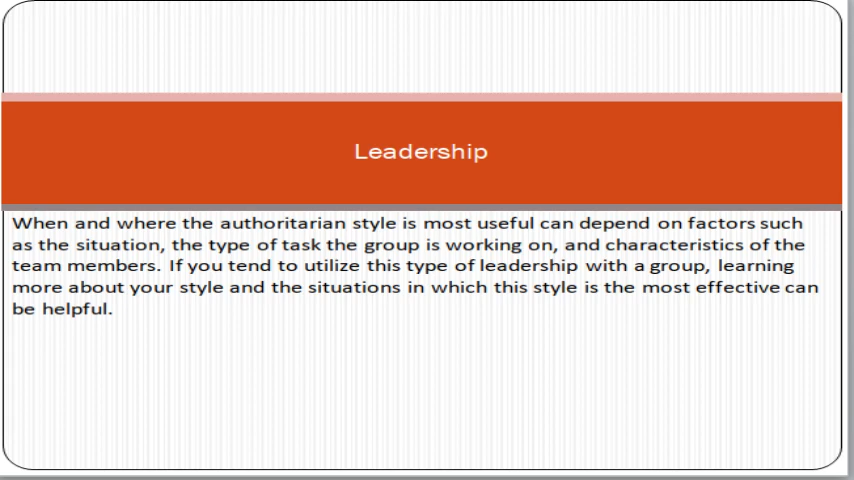 Leadership
When and where the authoritarian style is most useful can depend on factors such
as the situation, the type of task the group is working on, and characteristics of the
team members. If you tend to utilize this type of leadership with a group, learning
more about your style and the situations in which this style is the most effective can
be helpful.